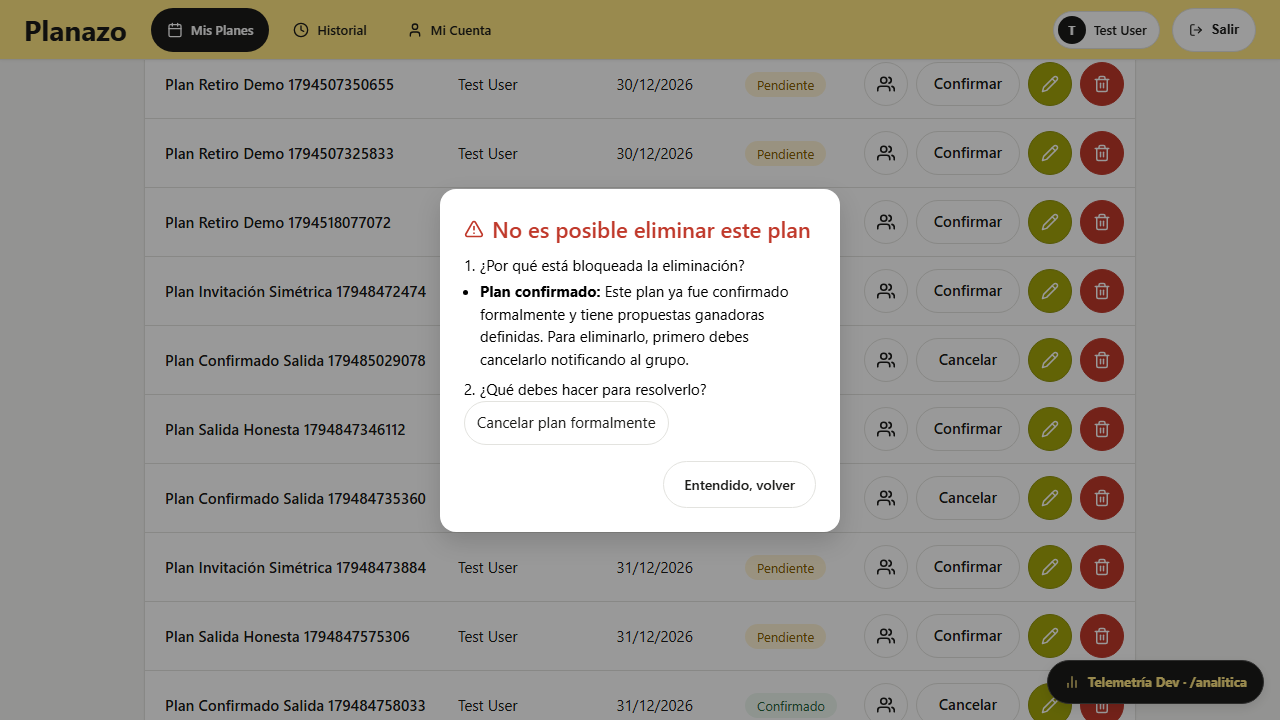 Planazo
Mis Planes
Historial
Mi Cuenta
T
Test User
Salir
Plan Retiro Demo 1794507350655 Test User 30/12/2026 Pendiente Confirmar
Plan Retiro Demo 1794507325833 Test User 30/12/2026 Pendiente Confirmar
Plan Retiro Demo 1794518077072 Confirmar
Plan Invitación Simétrica 17948472474 Confirmar
Plan Confirmado Salida 179485029078 Cancelar
Plan Salida Honesta 1794847346112 Confirmar
Plan Confirmado Salida 179484735360 Cancelar
Plan Invitación Simétrica 17948473884 Test User 31/12/2026 Pendiente Confirmar
Plan Salida Honesta 1794847575306 Test User 31/12/2026 Pendiente Confirmar
Plan Confirmado Salida 179484758033 Test User 31/12/2026 Confirmado Cancelar
No es posible eliminar este plan
1. ¿Por qué está bloqueada la eliminación?
• Plan confirmado: Este plan ya fue confirmado
formalmente y tiene propuestas ganadoras
definidas. Para eliminarlo, primero debes
cancelarlo notificando al grupo.
2. ¿Qué debes hacer para resolverlo?
Cancelar plan formalmente
Entendido, volver
Telemetría Dev · /analitica